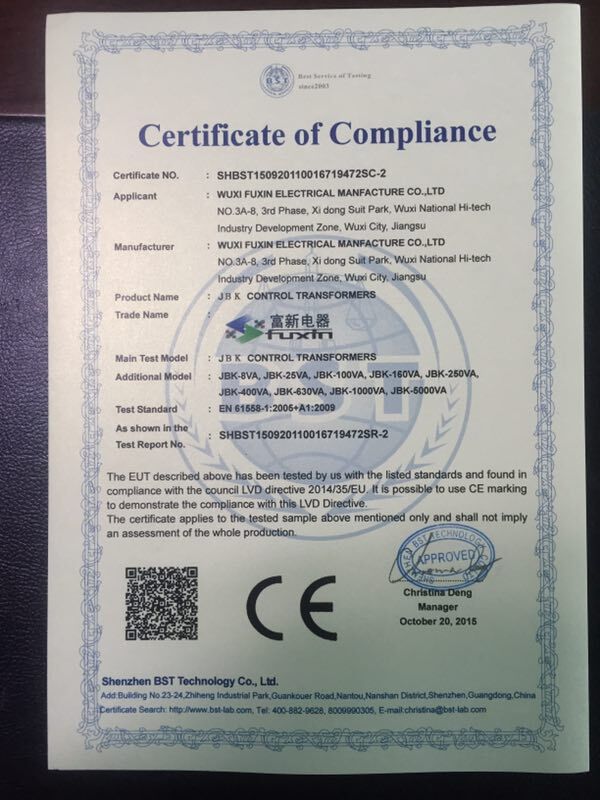 B.S.T
Best Service of Testing
since2003
Certificate of Compliance
Certificate NO. : SHBST150920110016719472SC-2
Applicant : WUXI FUXIN ELECTRICAL MANFACTURE CO.,LTD
NO.3A-8, 3rd Phase, Xi dong Suit Park, Wuxi National Hi-tech
Industry Development Zone, Wuxi City, Jiangsu
Manufacturer : WUXI FUXIN ELECTRICAL MANFACTURE CO.,LTD
NO.3A-8, 3rd Phase, Xi dong Suit Park, Wuxi National Hi-tech
Industry Development Zone, Wuxi City, Jiangsu
Product Name : JBK CONTROL TRANSFORMERS
Trade Name :
富新电器
fuxin
Main Test Model : JBK CONTROL TRANSFORMERS
Additional Model : JBK-8VA, JBK-25VA, JBK-100VA, JBK-160VA, JBK-250VA,
JBK-400VA, JBK-630VA, JBK-1000VA, JBK-5000VA
Test Standard : EN 61558-1:2005+A1:2009
As shown in the
Test Report No. : SHBST150920110016719472SR-2
BST
The EUT described above has been tested by us with the listed standards and found in
compliance with the council LVD directive 2014/35/EU. It is possible to use CE marking
to demonstrate the compliance with this LVD Directive.
The certificate applies to the tested sample above mentioned only and shall not imply
an assessment of the whole production.
BST TECHNOLOGY
APPROVED
CE
Christina Deng
Manager
October 20, 2015
Shenzhen BST Technology Co., Ltd.
Add:Building No.23-24,Zhiheng Industrial Park,Guankouer Road,Nantou,Nanshan District,Shenzhen,Guangdong,China
Certificate Search: http://www.bst-lab.com, Tel: 400-882-9628, 8009990305, E-mail:christina@bst-lab.com